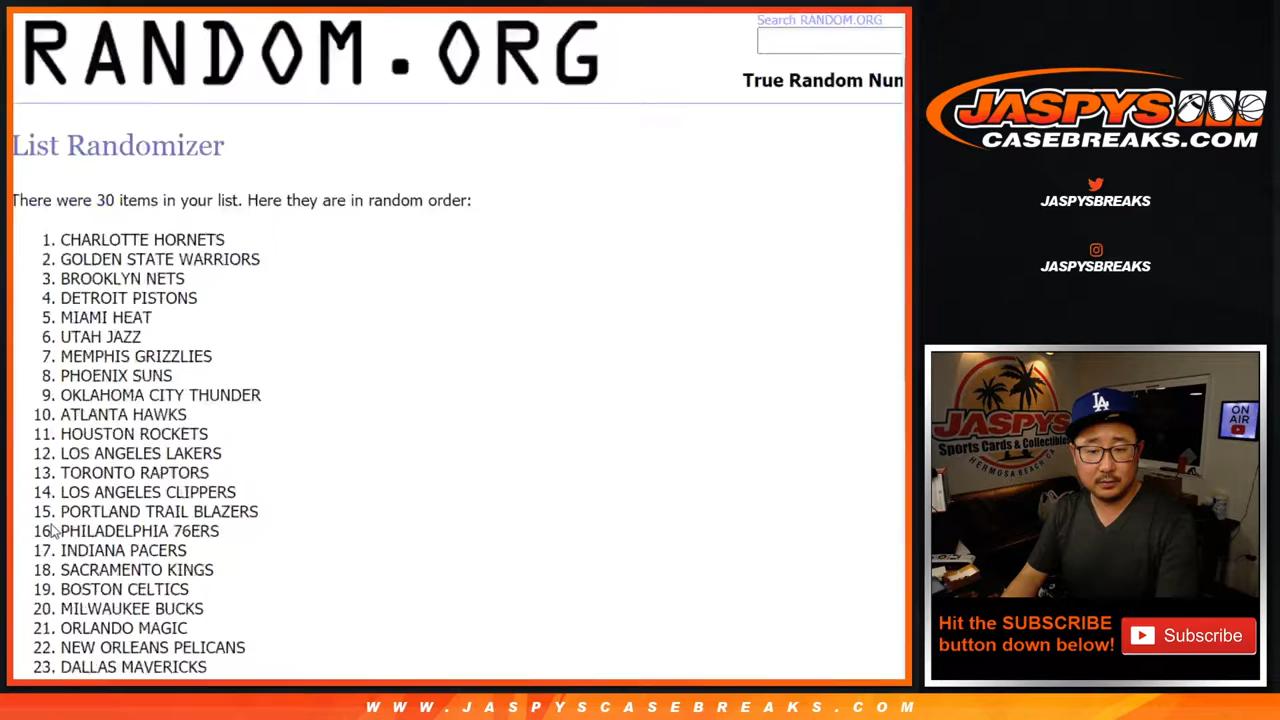 RANDOM.ORG
Search RANDOM.ORG
True Random Num
List Randomizer
There were 30 items in your list. Here they are in random order:
1. CHARLOTTE HORNETS
2. GOLDEN STATE WARRIORS
3. BROOKLYN NETS
4. DETROIT PISTONS
5. MIAMI HEAT
6. UTAH JAZZ
7. MEMPHIS GRIZZLIES
8. PHOENIX SUNS
9. OKLAHOMA CITY THUNDER
10. ATLANTA HAWKS
11. HOUSTON ROCKETS
12. LOS ANGELES LAKERS
13. TORONTO RAPTORS
14. LOS ANGELES CLIPPERS
15. PORTLAND TRAIL BLAZERS
16. PHILADELPHIA 76ERS
17. INDIANA PACERS
18. SACRAMENTO KINGS
19. BOSTON CELTICS
20. MILWAUKEE BUCKS
21. ORLANDO MAGIC
22. NEW ORLEANS PELICANS
23. DALLAS MAVERICKS
JASPYS
CASEBREAKS.COM
JASPYSBREAKS
JASPYSBREAKS
JASPYS
Sports Cards & Collectibles
HERMOSA BEACH CA
LA
ON
AIR
Hit the SUBSCRIBE
button down below!
Subscribe
WWW.JASPYSCASEBREAKS.COM